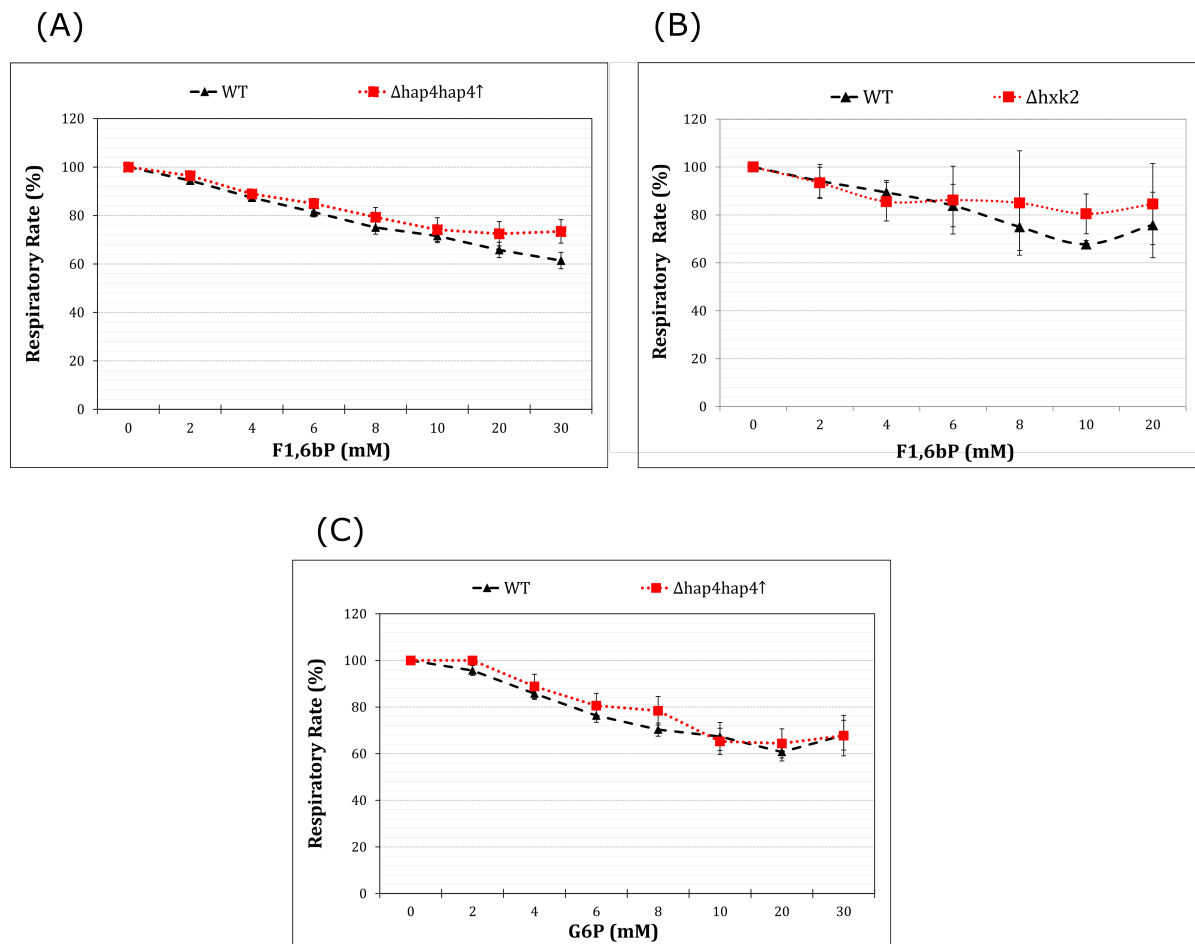 (A)
WT Δhap4hap4↑
Respiratory Rate (%)
120
100
80
60
40
20
0
0 2 4 6 8 10 20 30
F1,6bP (mM)
(B)
WT Δhxk2
Respiratory Rate (%)
120
100
80
60
40
20
0
0 2 4 6 8 10 20
F1,6bP (mM)
(C)
WT Δhap4hap4↑
Respiratory Rate (%)
120
100
80
60
40
20
0
0 2 4 6 8 10 20 30
G6P (mM)